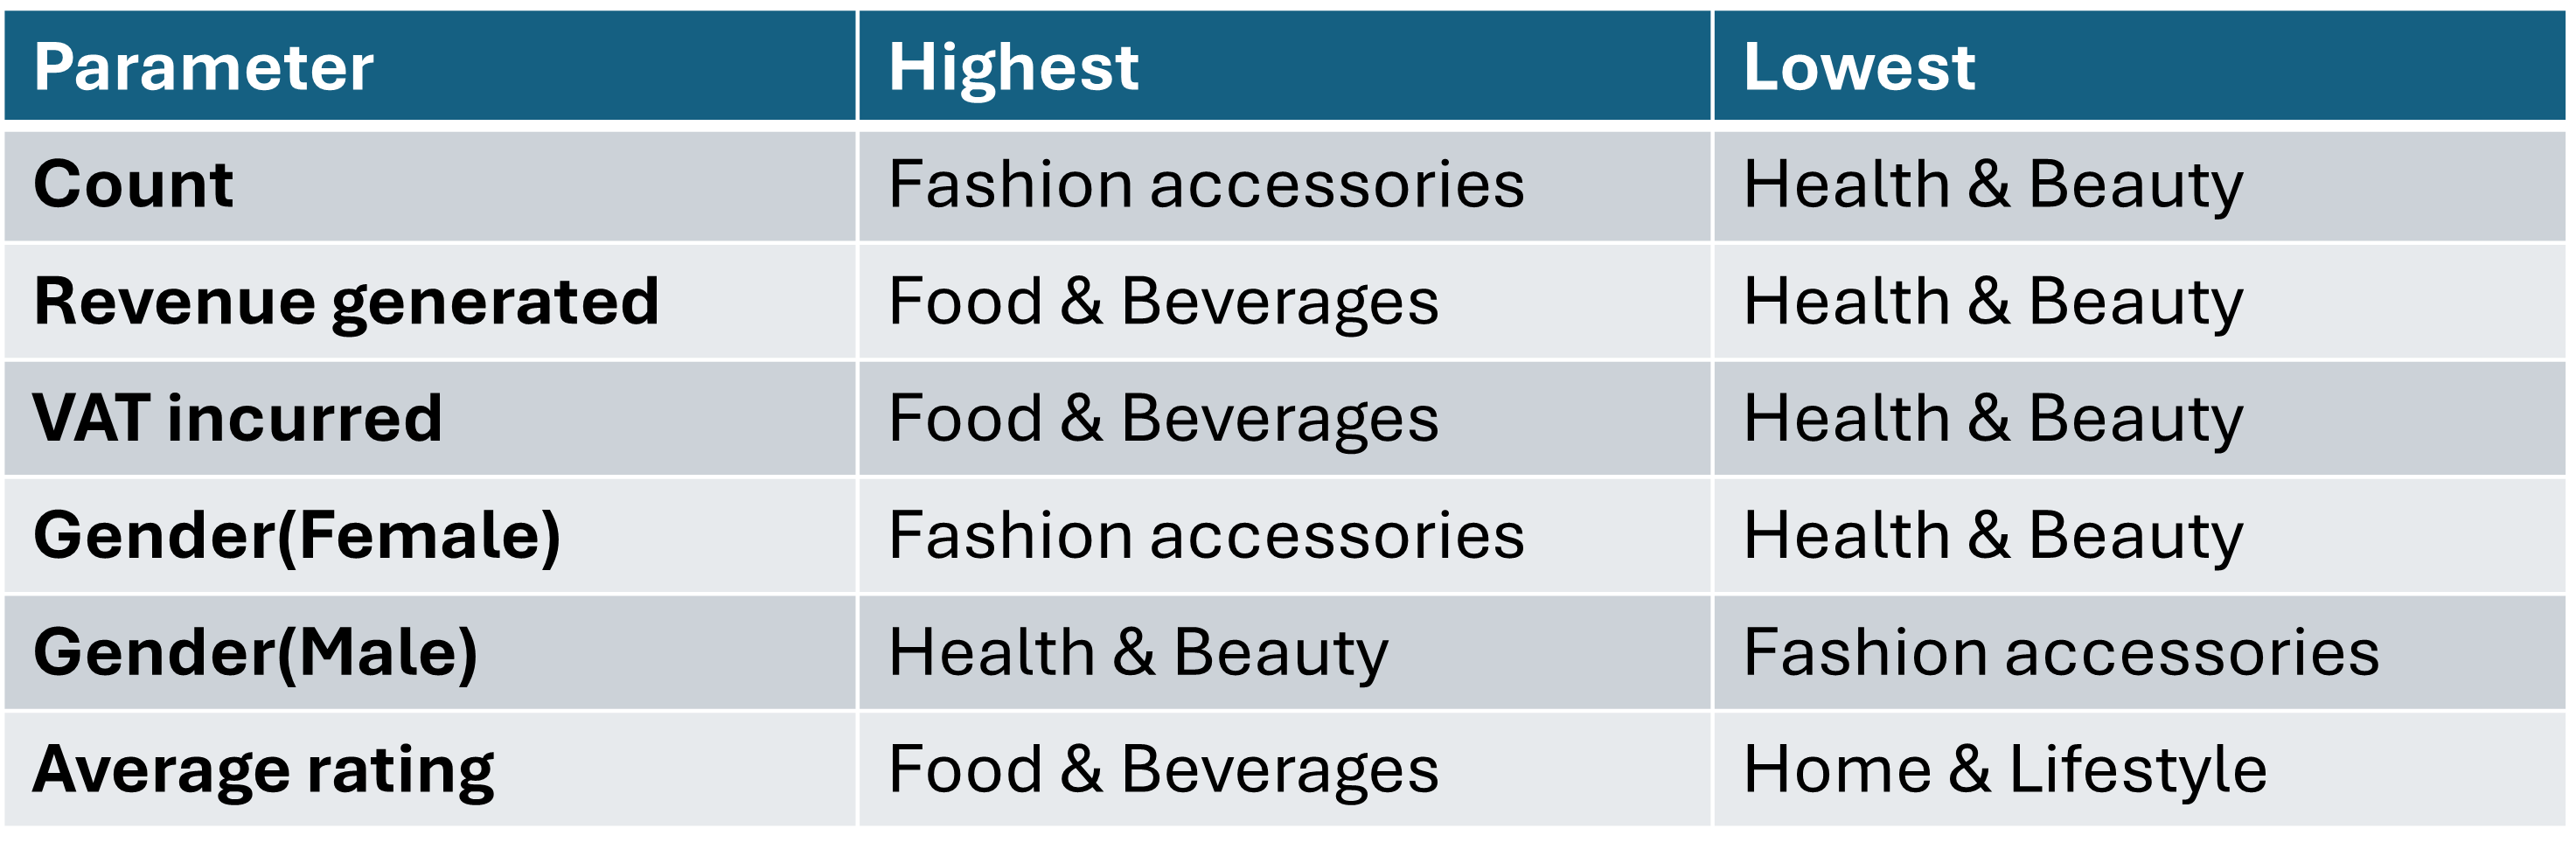 Parameter Highest Lowest
Count Fashion accessories Health & Beauty
Revenue generated Food & Beverages Health & Beauty
VAT incurred Food & Beverages Health & Beauty
Gender(Female) Fashion accessories Health & Beauty
Gender(Male) Health & Beauty Fashion accessories
Average rating Food & Beverages Home & Lifestyle